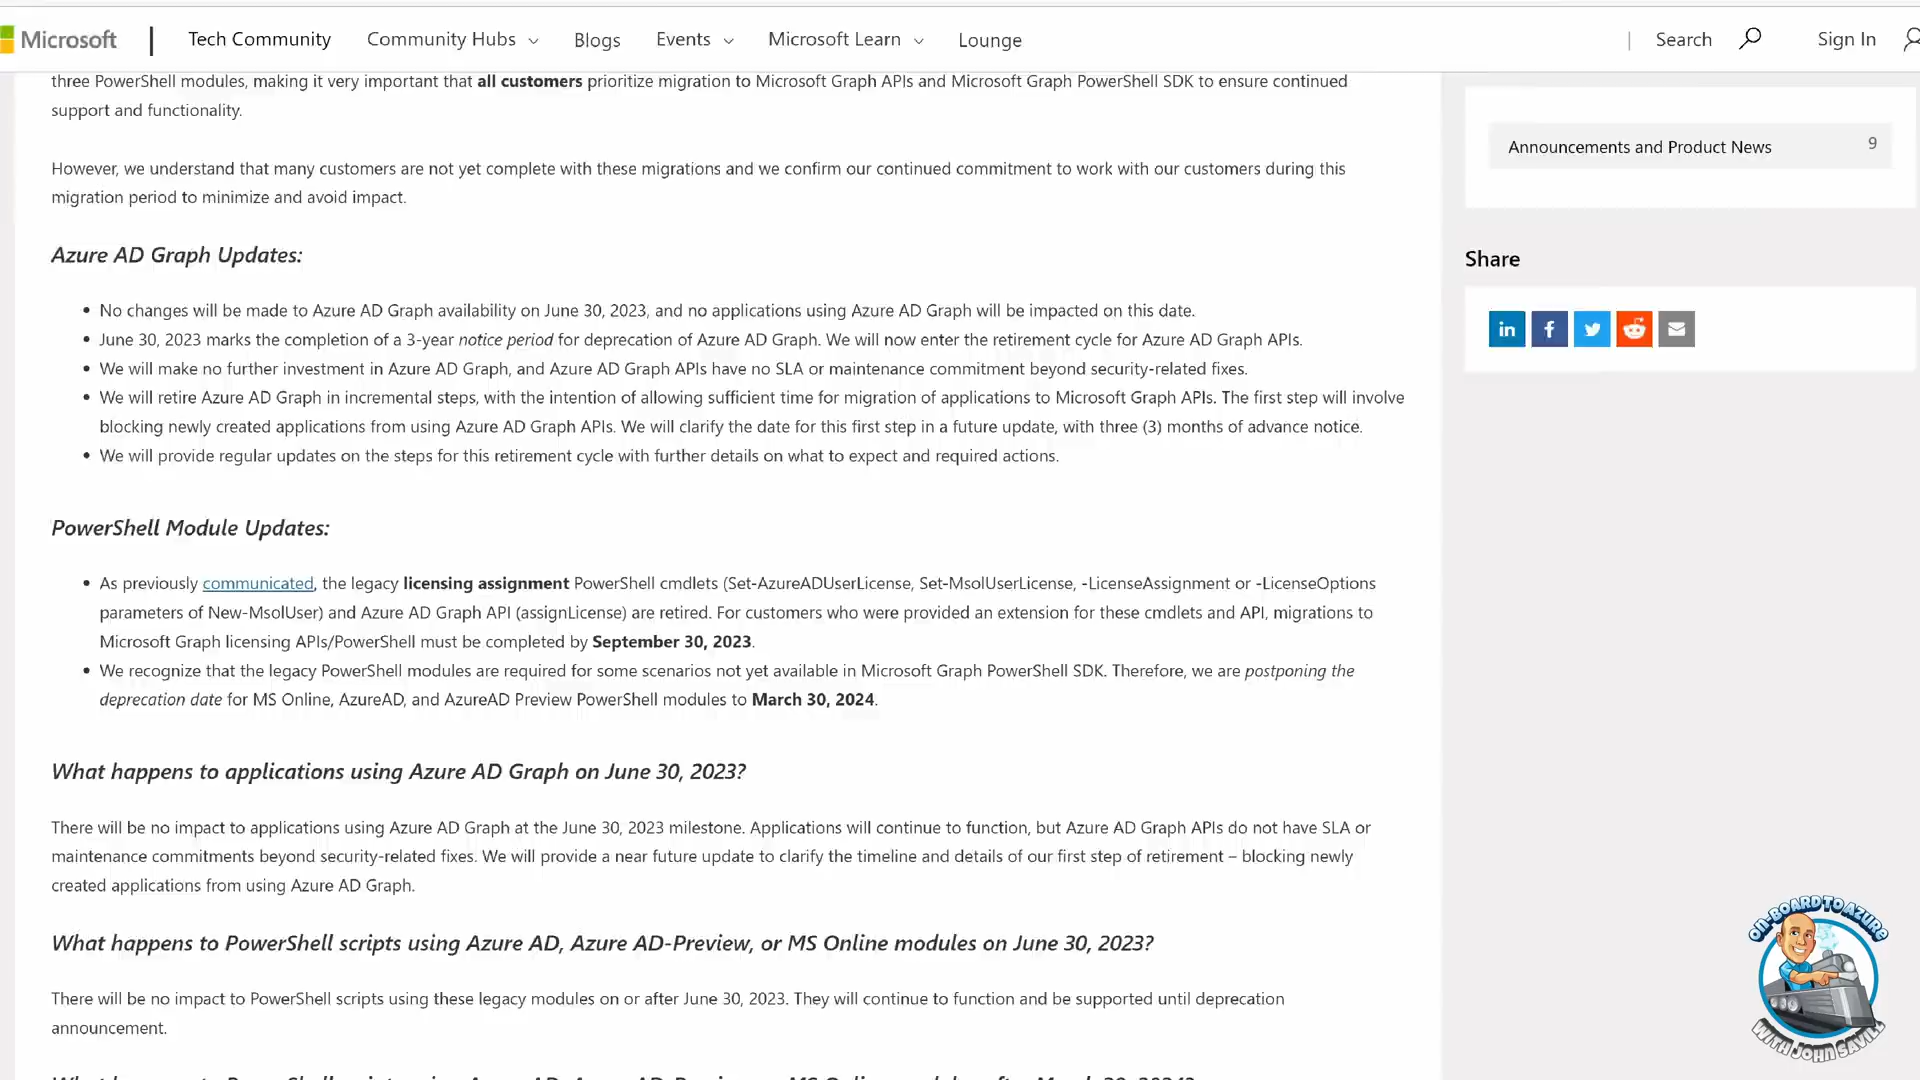 Microsoft | Tech Community Community Hubs Blogs Events Microsoft Learn Lounge | Search Sign In
three PowerShell modules, making it very important that all customers prioritize migration to Microsoft Graph APIs and Microsoft Graph PowerShell SDK to ensure continued
support and functionality.
However, we understand that many customers are not yet complete with these migrations and we confirm our continued commitment to work with our customers during this
migration period to minimize and avoid impact.
Azure AD Graph Updates:
• No changes will be made to Azure AD Graph availability on June 30, 2023, and no applications using Azure AD Graph will be impacted on this date.
• June 30, 2023 marks the completion of a 3-year notice period for deprecation of Azure AD Graph. We will now enter the retirement cycle for Azure AD Graph APIs.
• We will make no further investment in Azure AD Graph, and Azure AD Graph APIs have no SLA or maintenance commitment beyond security-related fixes.
• We will retire Azure AD Graph in incremental steps, with the intention of allowing sufficient time for migration of applications to Microsoft Graph APIs. The first step will involve
blocking newly created applications from using Azure AD Graph APIs. We will clarify the date for this first step in a future update, with three (3) months of advance notice.
• We will provide regular updates on the steps for this retirement cycle with further details on what to expect and required actions.
PowerShell Module Updates:
• As previously communicated, the legacy licensing assignment PowerShell cmdlets (Set-AzureADUserLicense, Set-MsolUserLicense, -LicenseAssignment or -LicenseOptions
parameters of New-MsolUser) and Azure AD Graph API (assignLicense) are retired. For customers who were provided an extension for these cmdlets and API, migrations to
Microsoft Graph licensing APIs/PowerShell must be completed by September 30, 2023.
• We recognize that the legacy PowerShell modules are required for some scenarios not yet available in Microsoft Graph PowerShell SDK. Therefore, we are postponing the
deprecation date for MS Online, AzureAD, and AzureAD Preview PowerShell modules to March 30, 2024.
What happens to applications using Azure AD Graph on June 30, 2023?
There will be no impact to applications using Azure AD Graph at the June 30, 2023 milestone. Applications will continue to function, but Azure AD Graph APIs do not have SLA or
maintenance commitments beyond security-related fixes. We will provide a near future update to clarify the timeline and details of our first step of retirement – blocking newly
created applications from using Azure AD Graph.
What happens to PowerShell scripts using Azure AD, Azure AD-Preview, or MS Online modules on June 30, 2023?
There will be no impact to PowerShell scripts using these legacy modules on or after June 30, 2023. They will continue to function and be supported until deprecation
announcement.
Announcements and Product News 9
Share
ON-BOARD TO AZURE
WITH JOHN SAVILL